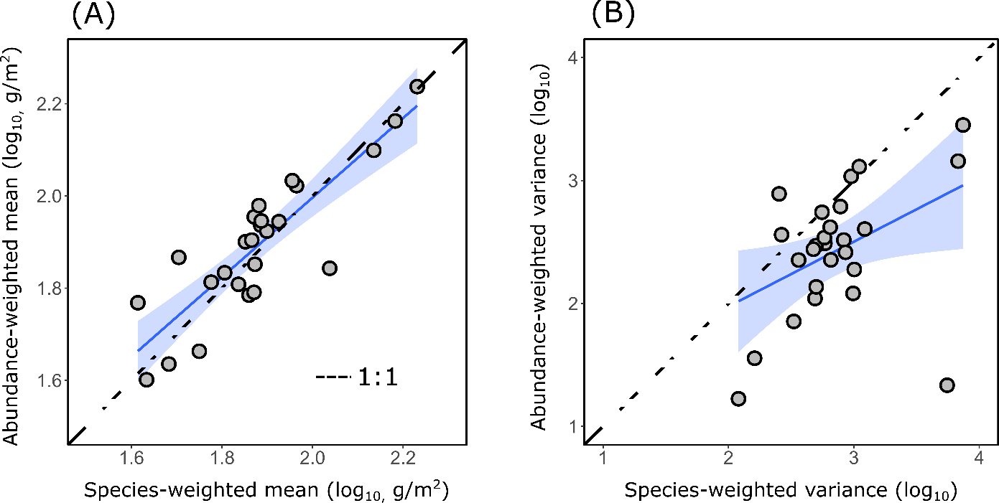 (A)
Abundance-weighted mean (log10, g/m2)
2.2
2.0
1.8
1.6
1:1
1.6 1.8 2.0 2.2
Species-weighted mean (log10, g/m2)
(B)
Abundance-weighted variance (log10)
4
3
2
1
1 2 3 4
Species-weighted variance (log10)